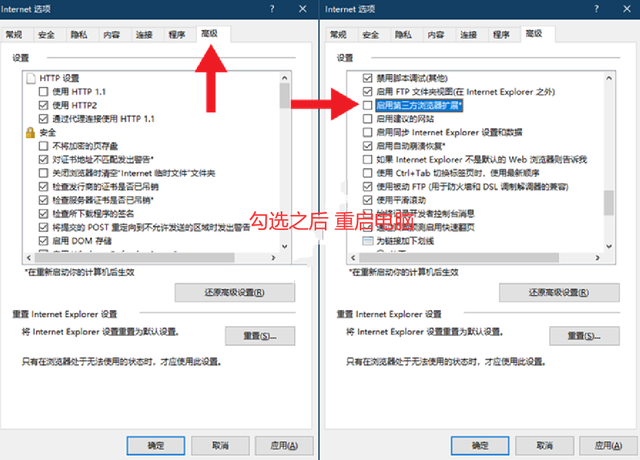 Internet 选项
常规 安全 隐私 内容 连接 程序 高级
设置
HTTP 设置
使用 HTTP 1.1
使用 HTTP2
通过代理连接使用 HTTP 1.1
安全
不将加密的页存盘
对证书地址不匹配发出警告*
关闭浏览器时清空"Internet 临时文件"文件夹
检查发行商的证书是否已吊销
检查服务器证书是否已吊销*
检查所下载程序的签名
将提交的 POST 重定向到不允许发送的区域时发出警告
启用 DOM 存储
*在重新启动你的计算机后生效
还原高级设置(R)
重置 Internet Explorer 设置
将 Internet Explorer 设置重置为默认设置。
重置(S)...
只有在浏览器处于无法使用的状态时，才应使用此设置。
确定 取消 应用(A)
Internet 选项
常规 安全 隐私 内容 连接 程序 高级
设置
禁用脚本调试(其他)
启用 FTP 文件夹视图(在 Internet Explorer 之外)
启用第三方浏览器扩展*
启用建议的网站
启用同步 Internet Explorer 设置和数据
启用自动崩溃恢复*
如果 Internet Explorer 不是默认的 Web 浏览器则告诉我
使用 Ctrl+Tab 切换标签页时，使用最近顺序
使用被动 FTP (用于防火墙和 DSL 调制解调器的兼容)
使用平滑滚动
始终记录开发者控制台消息
通过页面预测启用快速翻页
为链接加下划线
*在重新启动你的计算机后生效
还原高级设置(R)
重置 Internet Explorer 设置
将 Internet Explorer 设置重置为默认设置。
重置(S)...
只有在浏览器处于无法使用的状态时，才应使用此设置。
确定 取消 应用(A)
勾选之后 重启电脑